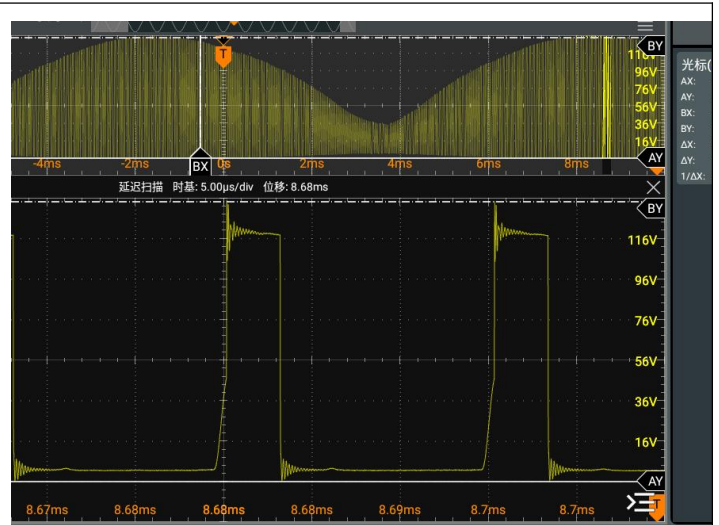 T
BY
116V
96V
76V
56V
36V
16V
-4ms
-2ms
BX
0s
2ms
4ms
6ms
8ms
AY
光标(
AX:
AY:
BX:
BY:
ΔX:
ΔY:
1/ΔX:
延迟扫描 时基: 5.00μs/div 位移: 8.68ms
BY
116V
96V
76V
56V
36V
16V
AY
8.67ms
8.68ms
8.68ms
8.68ms
8.69ms
8.7ms
8.7ms
T